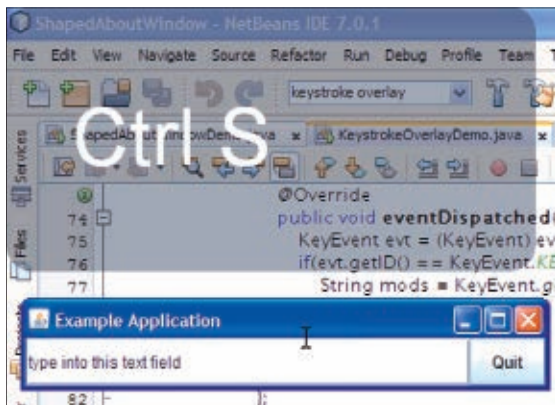 ShapedAboutWindow - NetBeans IDE 7.0.1
File Edit View Navigate Source Refactor Run Debug Profile Team
keystroke overlay
Ctrl S
KeystrokeOverlayDemo.java
Services
Files
@Override
74 public void eventDispatched
75 KeyEvent evt = (KeyEvent) ev
76 if(evt.getID() == KeyEvent.KE
77 String mods = KeyEvent.g
Example Application
type into this text field
Quit
82 );